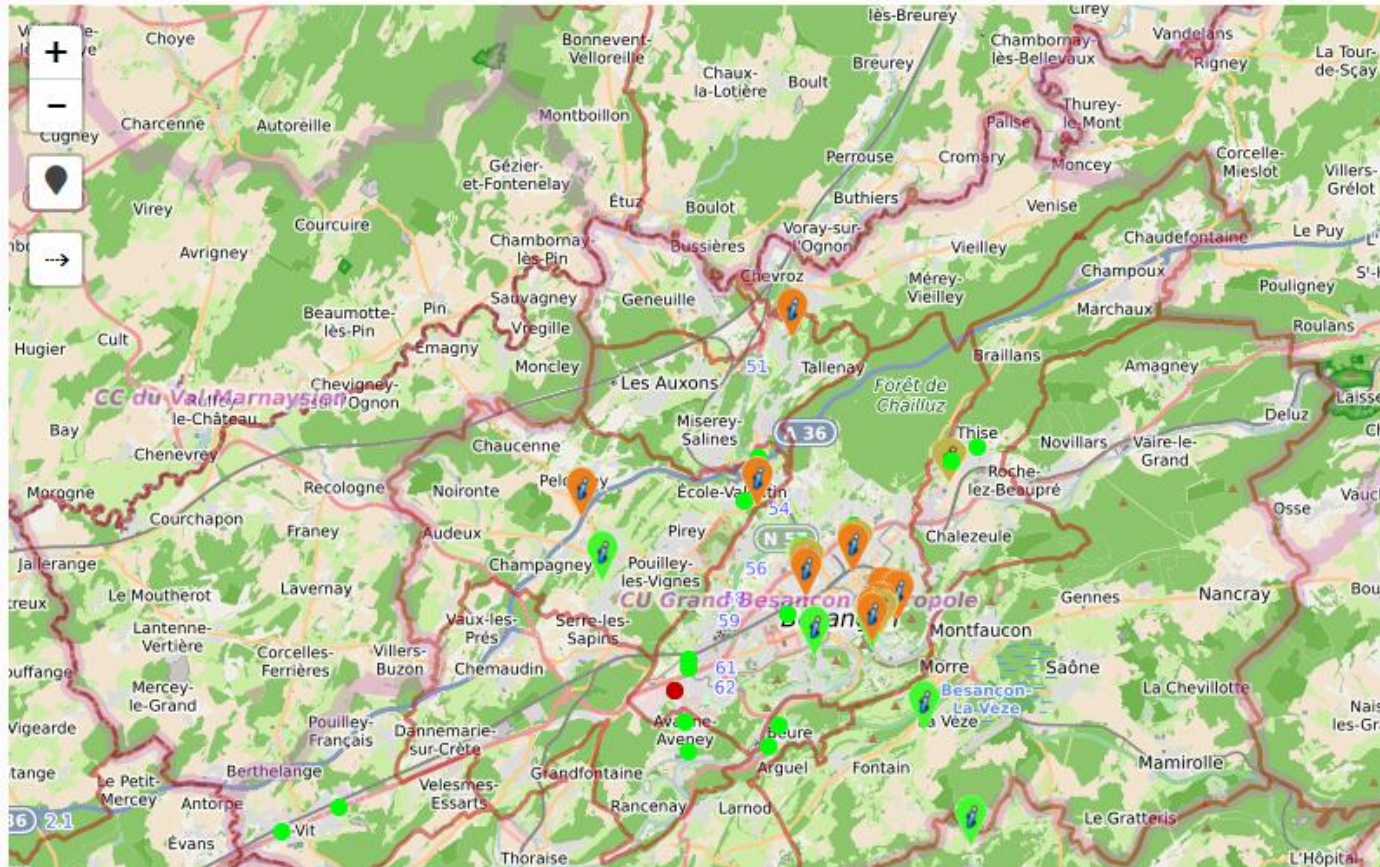 lès-Breurey
Cirey
Choye
Bonnevent-
Velloreille
Chambornay-
lès-Bellevaux
Vandelans
La Tour-
de-Sçay
+
Breurey
Rigney
Chaux-
la-Lotière
Boult
−
Thurey-
le-Mont
Charcenne
Autoreille
Montboillon
Palise
Cugney
Perrouse
Cromary
Moncey
Corcelle-
Mieslot
Villers-
Grélot
Gézier-
et-Fontenelay
Buthiers
Virey
Étuz
Boulot
Venise
Courcuire
Voray-sur-
l'Ognon
Le Puy
Avrigney
Chambornay-
lès-Pin
Bussières
Vieilley
Chaudefontaine
Chevroz
Champoux
Mérey-
Vieilley
Pouligney
Sauvagney
Geneuille
Pin
Marchaux
Beaumotte-
lès-Pin
Vregille
Roulans
Cult
Émagny
Hugier
Braillans
Moncley
51
Tallenay
Amagney
Les Auxons
Forêt de
Chailluz
Chevigney-
sur-l'Ognon
CC du Val Marnaysien
le-Château
Deluz
Bay
Miserey-
Salines
A 36
Thise
Novillars
Vaire-le-
Grand
Chaucenne
Chenevrey
Roche-
lez-Beaupré
Morogne
Recologne
Noironte
École-Valentin
54
Osse
Courchapon
Franey
Audeux
Pirey
Chalezeule
Jallerange
Champagney
Pouilley-
les-Vignes
56
Le Moutherot
Lavernay
CU Grand Besançon
Gennes
Nancray
Vaux-les-
Prés
Serre-les-
Sapins
59
Lantenne-
Vertière
Montfaucon
Corcelles-
Ferrières
Villers-
Buzon
Chemaudin
61
Morre
Saône
62
Besançon-
La Vèze
La Chevillotte
Mercey-
le-Grand
Vigearde
Pouilley-
Français
Dannemarie-
sur-Crète
Aveney
Beure
Mamirolle
Berthelange
Grandfontaine
Arguel
Fontain
Le Petit-
Mercey
Antorpe
Velesmes-
Essarts
Rancenay
Larnod
21
Évans
Vit
Le Gratteris
Thoraise
L'Hôpital-